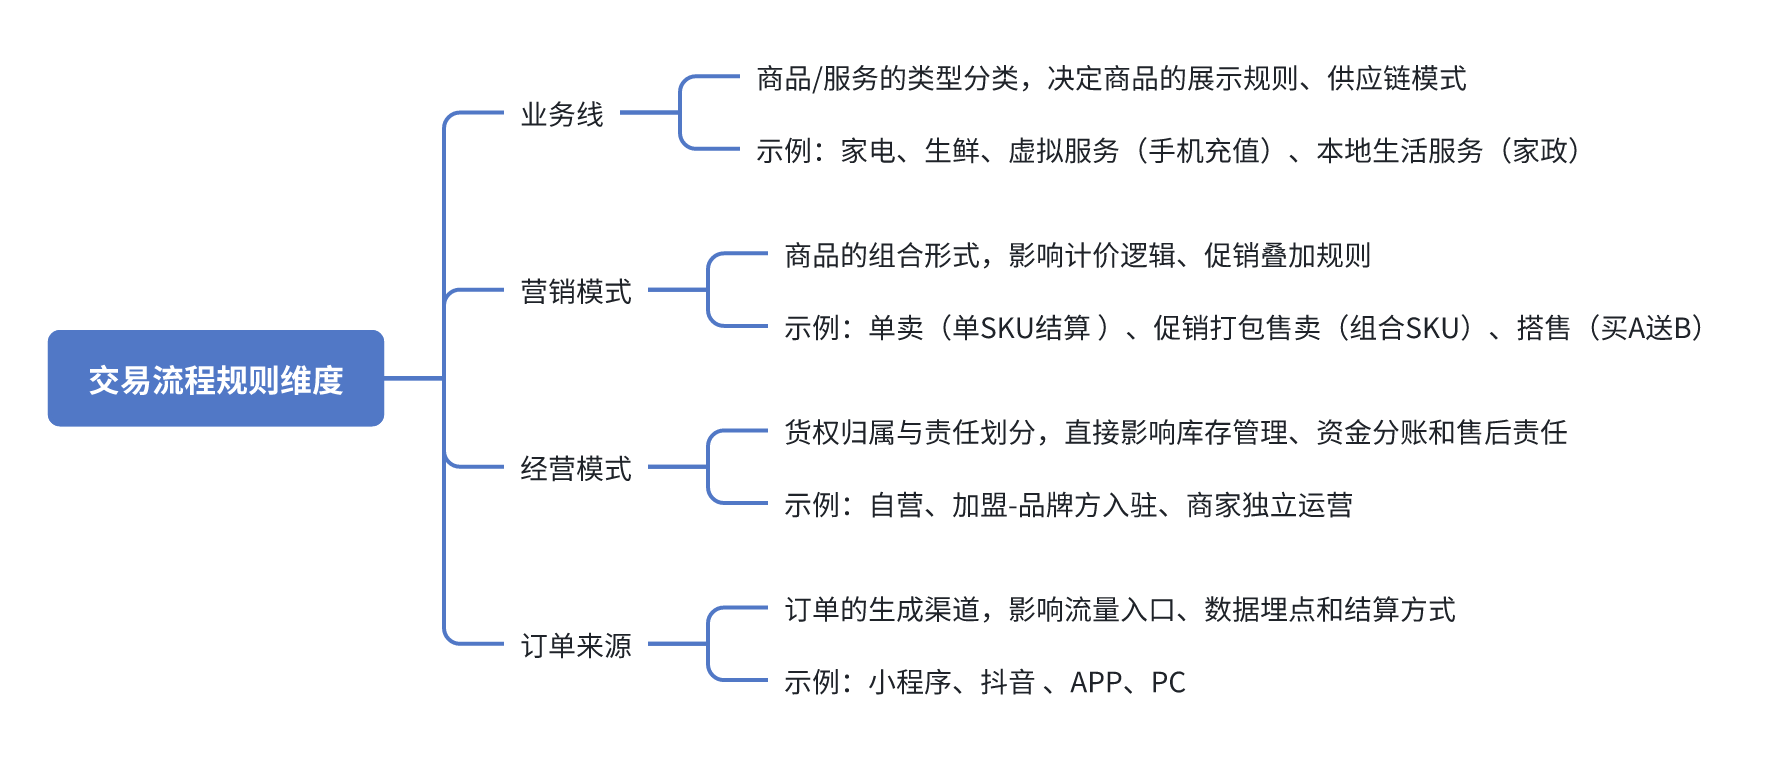 交易流程规则维度
业务线
商品/服务的类型分类，决定商品的展示规则、供应链模式
示例：家电、生鲜、虚拟服务（手机充值）、本地生活服务（家政）
营销模式
商品的组合形式，影响计价逻辑、促销叠加规则
示例：单卖（单SKU结算 ）、促销打包售卖（组合SKU）、搭售（买A送B）
经营模式
货权归属与责任划分，直接影响库存管理、资金分账和售后责任
示例：自营、加盟-品牌方入驻、商家独立运营
订单来源
订单的生成渠道，影响流量入口、数据埋点和结算方式
示例：小程序、抖音 、APP、PC